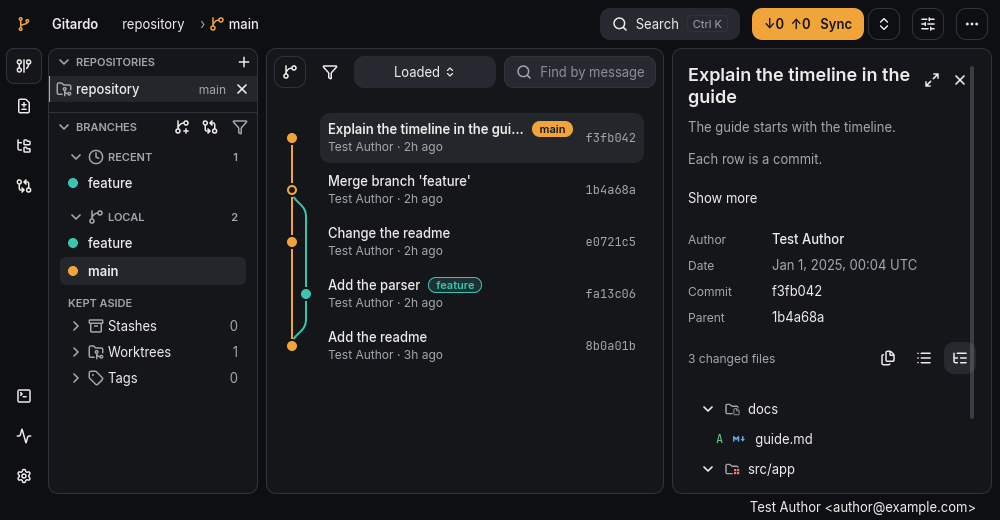 Gitardo
repository
main
Search
Ctrl K
↓0 ↑0 Sync
REPOSITORIES
repository
main
BRANCHES
RECENT
1
feature
LOCAL
2
feature
main
KEPT ASIDE
Stashes
0
Worktrees
1
Tags
0
Loaded
Find by message
Explain the timeline in the gui...
main
f3fb042
Test Author · 2h ago
Merge branch 'feature'
1b4a68a
Test Author · 2h ago
Change the readme
e0721c5
Test Author · 2h ago
Add the parser
feature
fa13c06
Test Author · 2h ago
Add the readme
8b0a01b
Test Author · 3h ago
Explain the timeline in the
guide
The guide starts with the timeline.
Each row is a commit.
Show more
Author Test Author
Date Jan 1, 2025, 00:04 UTC
Commit f3fb042
Parent 1b4a68a
3 changed files
docs
A guide.md
src/app
Test Author <author@example.com>